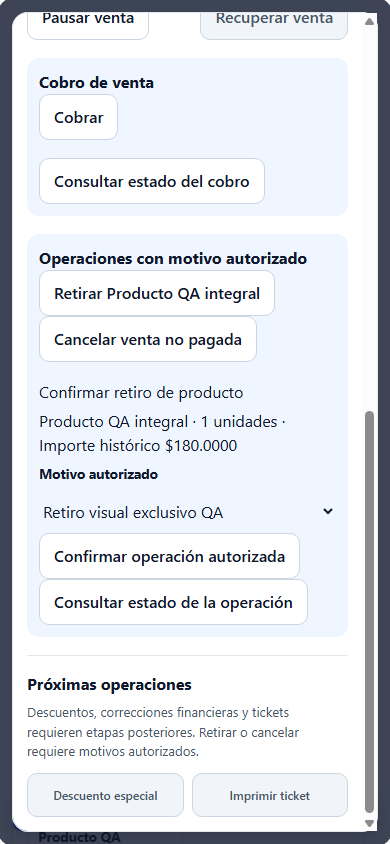 Pausar venta
Recuperar venta
Cobro de venta
Cobrar
Consultar estado del cobro
Operaciones con motivo autorizado
Retirar Producto QA integral
Cancelar venta no pagada
Confirmar retiro de producto
Producto QA integral · 1 unidades ·
Importe histórico $180.0000
Motivo autorizado
Retiro visual exclusivo QA
Confirmar operación autorizada
Consultar estado de la operación
Próximas operaciones
Descuentos, correcciones financieras y tickets
requieren etapas posteriores. Retirar o cancelar
requiere motivos autorizados.
Descuento especial
Imprimir ticket
Producto QA